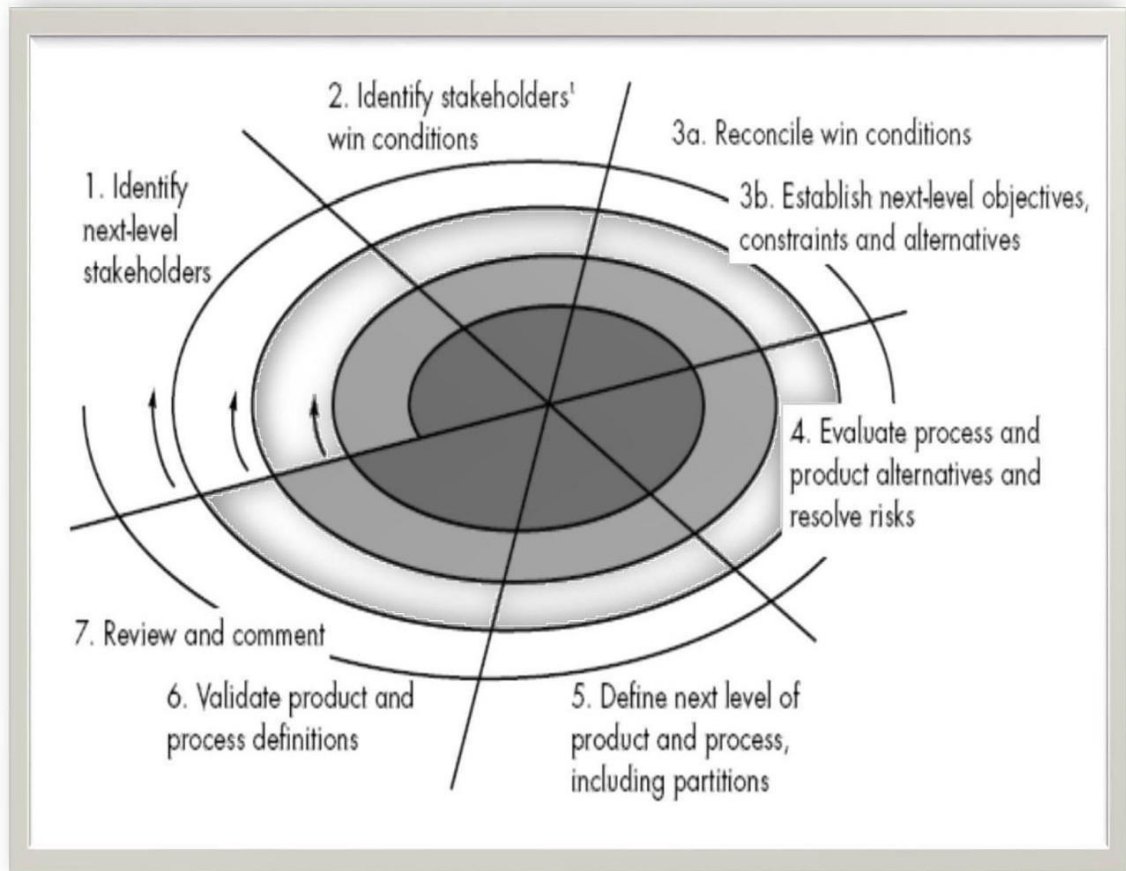 1. Identify
next-level
stakeholders
2. Identify stakeholders'
win conditions
3a. Reconcile win conditions
3b. Establish next-level objectives,
constraints and alternatives
4. Evaluate process and
product alternatives and
resolve risks
5. Define next level of
product and process,
including partitions
6. Validate product and
process definitions
7. Review and comment